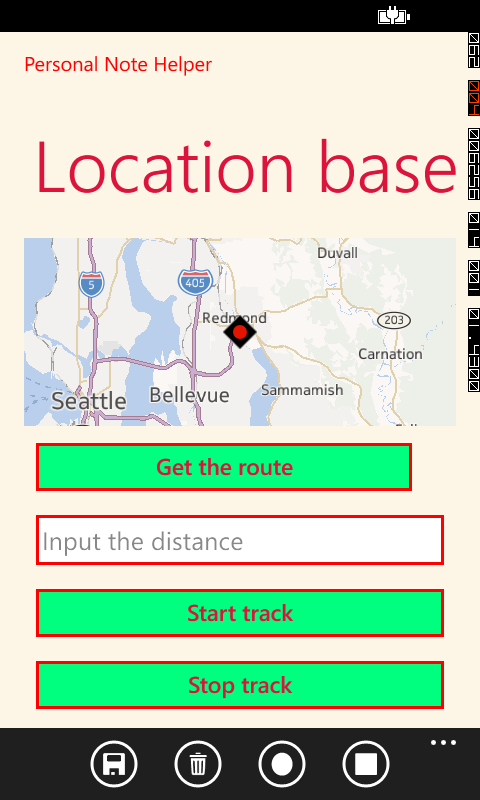 Personal Note Helper
Location base
Duvall
5
405
Redmond
203
Carnation
Sammamish
Bellevue
Seattle
Get the route
Input the distance
Start track
Stop track